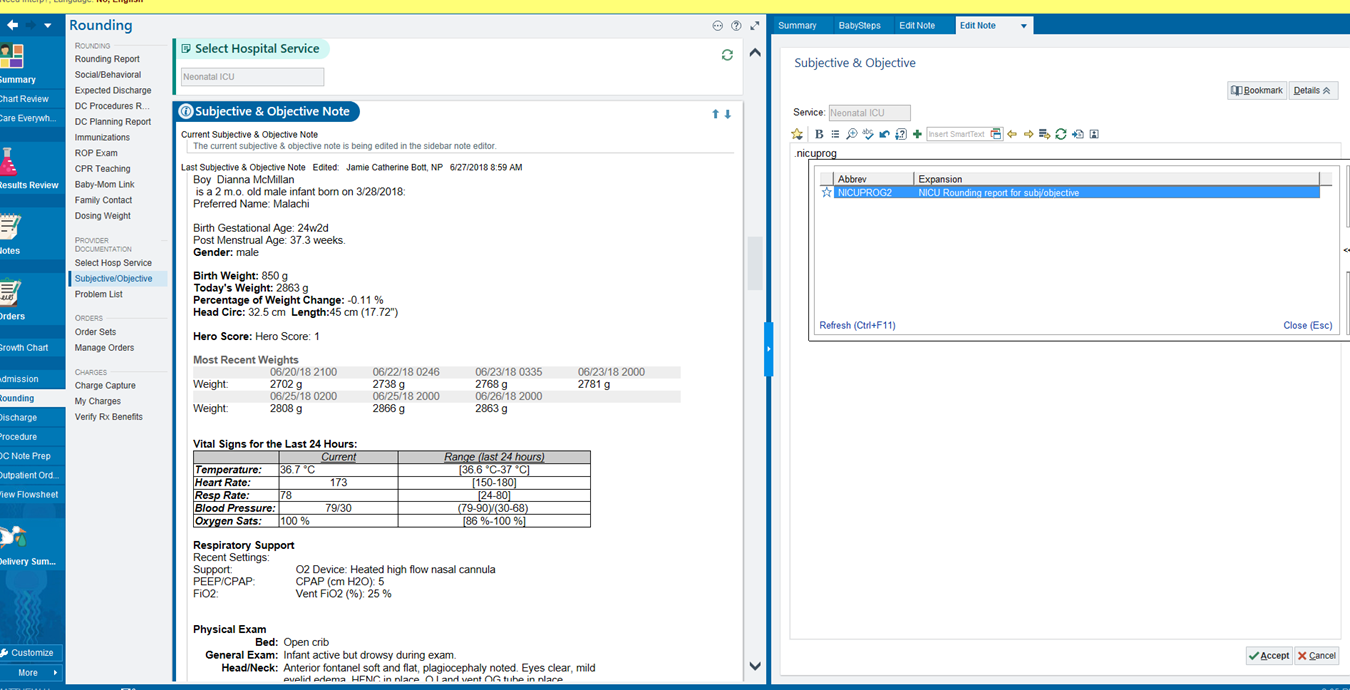 Need Interp?, Language: No, English
Rounding
Summary
Chart Review
Care Everywh...
Results Review
Notes
Orders
Growth Chart
Admission
Rounding
Discharge
Procedure
DC Note Prep
Outpatient Ord...
View Flowsheet
Delivery Sum...
Customize
More
ROUNDING
Rounding Report
Social/Behavioral
Expected Discharge
DC Procedures R...
DC Planning Report
Immunizations
ROP Exam
CPR Teaching
Baby-Mom Link
Family Contact
Dosing Weight
PROVIDER
DOCUMENTATION
Select Hosp Service
Subjective/Objective
Problem List
ORDERS
Order Sets
Manage Orders
CHARGES
Charge Capture
My Charges
Verify Rx Benefits
Select Hospital Service
Neonatal ICU
Subjective & Objective Note
Current Subjective & Objective Note
The current subjective & objective note is being edited in the sidebar note editor.
Last Subjective & Objective Note Edited: Jamie Catherine Bott, NP 6/27/2018 8:59 AM
Boy Dianna McMillan
is a 2 m.o. old male infant born on 3/28/2018:
Preferred Name: Malachi
Birth Gestational Age: 24w2d
Post Menstrual Age: 37.3 weeks.
Gender: male
Birth Weight: 850 g
Today's Weight: 2863 g
Percentage of Weight Change: -0.11 %
Head Circ: 32.5 cm Length:45 cm (17.72")
Hero Score: Hero Score: 1
Most Recent Weights
06/20/18 2100 06/22/18 0246 06/23/18 0335 06/23/18 2000
Weight: 2702 g 2738 g 2768 g 2781 g
06/25/18 0200 06/25/18 2000 06/26/18 2000
Weight: 2808 g 2866 g 2863 g
Vital Signs for the Last 24 Hours:
Current Range (last 24 hours)
Temperature: 36.7 °C [36.6 °C-37 °C]
Heart Rate: 173 [150-180]
Resp Rate: 78 [24-80]
Blood Pressure: 79/30 (79-90)/(30-68)
Oxygen Sats: 100 % [86 %-100 %]
Respiratory Support
Recent Settings:
Support: O2 Device: Heated high flow nasal cannula
PEEP/CPAP: CPAP (cm H2O): 5
FiO2: Vent FiO2 (%): 25 %
Physical Exam
Bed: Open crib
General Exam: Infant active but drowsy during exam.
Head/Neck: Anterior fontanel soft and flat, plagiocephaly noted. Eyes clear, mild
eyelid edema, HFNC in place, OJ and vent OG tube in place
Summary BabySteps Edit Note Edit Note
Subjective & Objective
Bookmark Details
Service: Neonatal ICU
B Insert SmartText
.nicuprog
Abbrev Expansion
NICUPROG2 NICU Rounding report for subj/objective
Refresh (Ctrl+F11) Close (Esc)
Accept Cancel